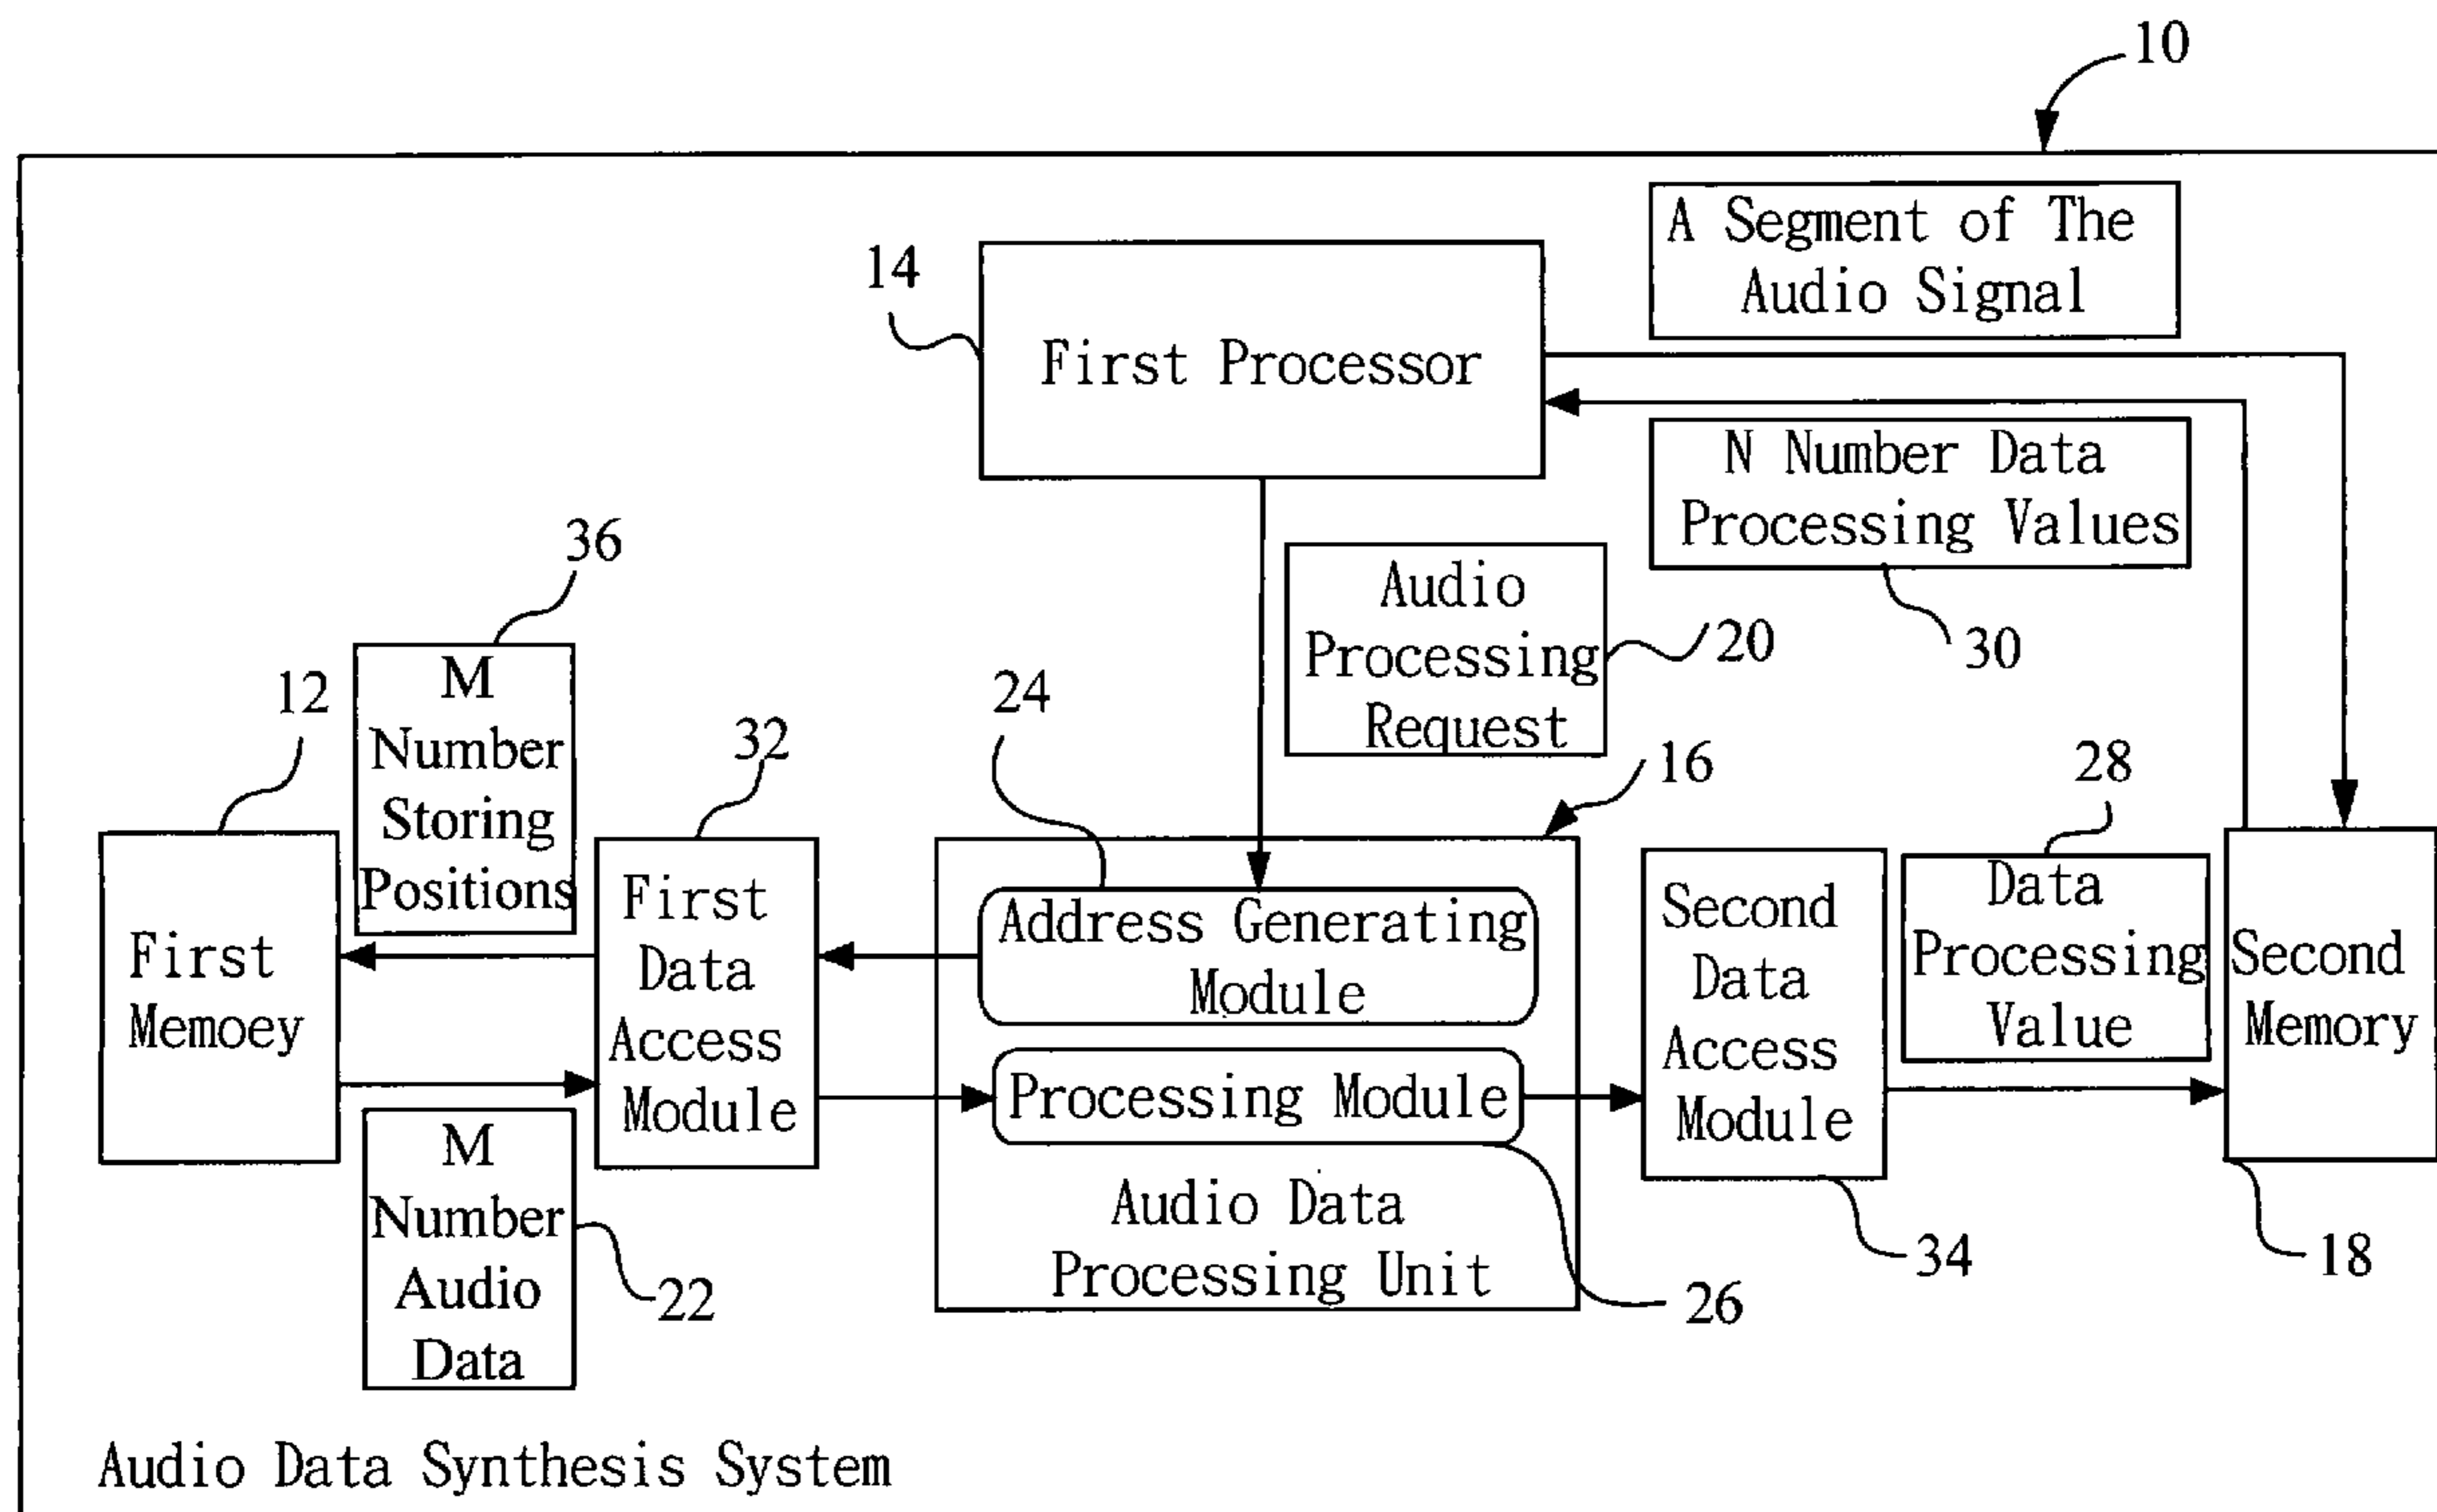 10
A Segment of The
Audio Signal
14
First Processor
N Number Data
Processing Values
30
36
Audio
Processing
Request
20
M
Number
Storing
Positions
12
32
24
16
28
First
Memoey
First
Data
Access
Module
Address Generating
Module
Processing Module
Audio Data
Processing Unit
Second
Data
Access
Module
Data
Processing
Value
Second
Memory
M
Number
Audio
Data
22
26
34
18
Audio Data Synthesis System